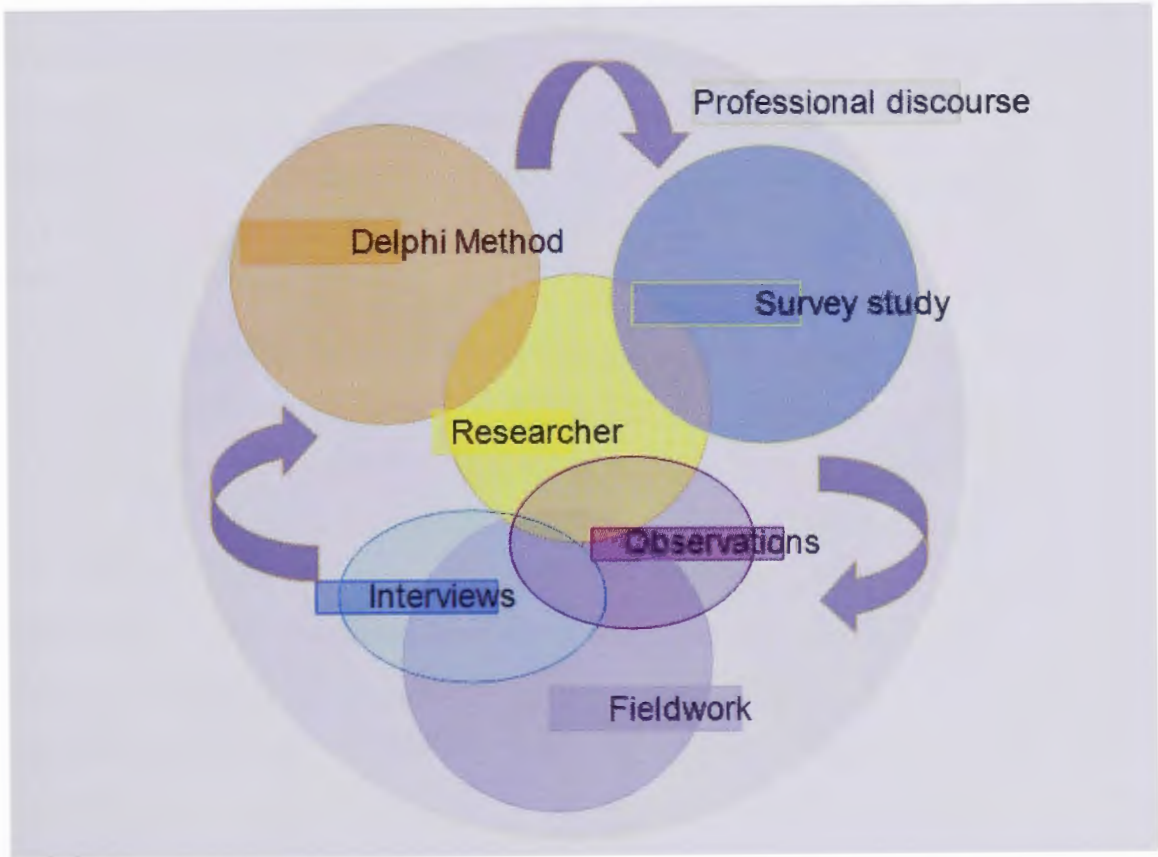 Professional discourse
Delphi Method
Survey study
Researcher
Observations
Interviews
Fieldwork